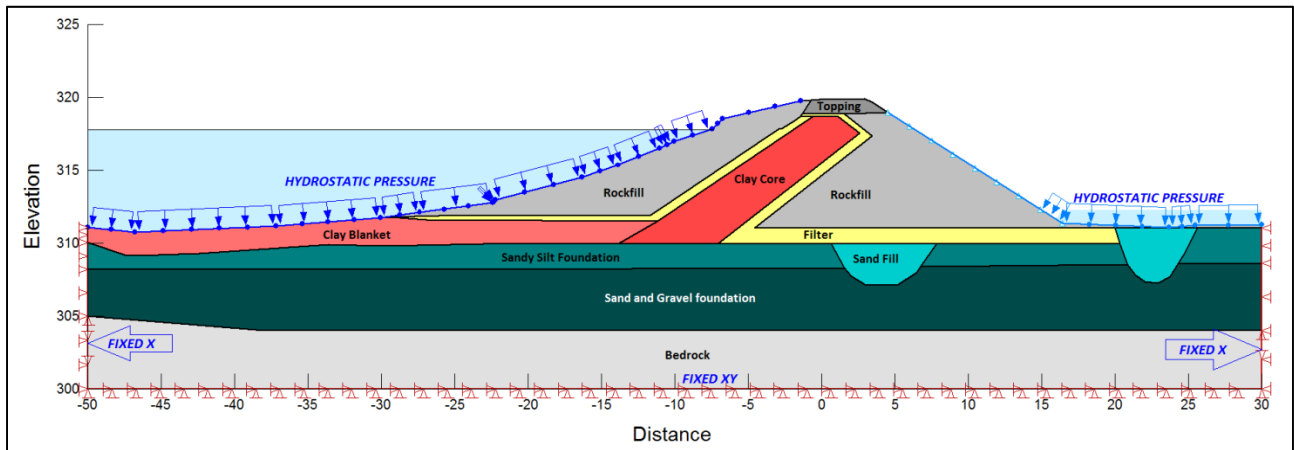 325
320
315
310
305
300
Elevation
HYDROSTATIC PRESSURE
Topping
Clay Core
Rockfill
Rockfill
HYDROSTATIC PRESSURE
Clay Blanket
Filter
Sandy Silt Foundation
Sand Fill
Sand and Gravel foundation
FIXED X
FIXED X
Bedrock
FIXED XY
-50 -45 -40 -35 -30 -25 -20 -15 -10 -5 0 5 10 15 20 25 30
Distance